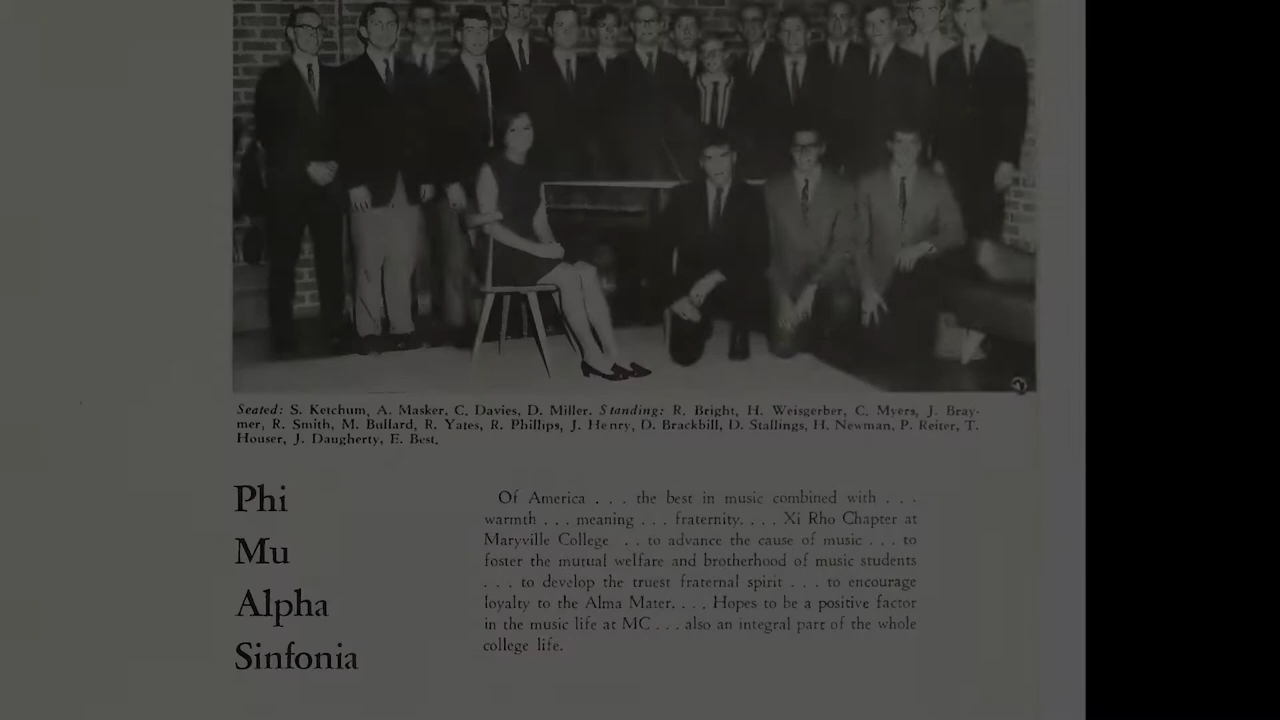 Seated: S. Ketchum, A. Masker, C. Davies, D. Miller. Standing: R. Bright, H. Weisgerber, C. Myers, J. Bray-
mer, R. Smith, M. Bullard, R. Yates, R. Phillips, J. Henry, D. Brackbill, D. Stallings, H. Newman, P. Reiter, T.
Houser, J. Daugherty, E. Best.
Phi
Mu
Alpha
Sinfonia
Of America . . . the best in music combined with . . .
warmth . . . meaning . . . fraternity. . . . Xi Rho Chapter at
Maryville College . . to advance the cause of music . . . to
foster the mutual welfare and brotherhood of music students
. . . to develop the truest fraternal spirit . . . to encourage
loyalty to the Alma Mater. . . . Hopes to be a positive factor
in the music life at MC . . . also an integral part of the whole
college life.